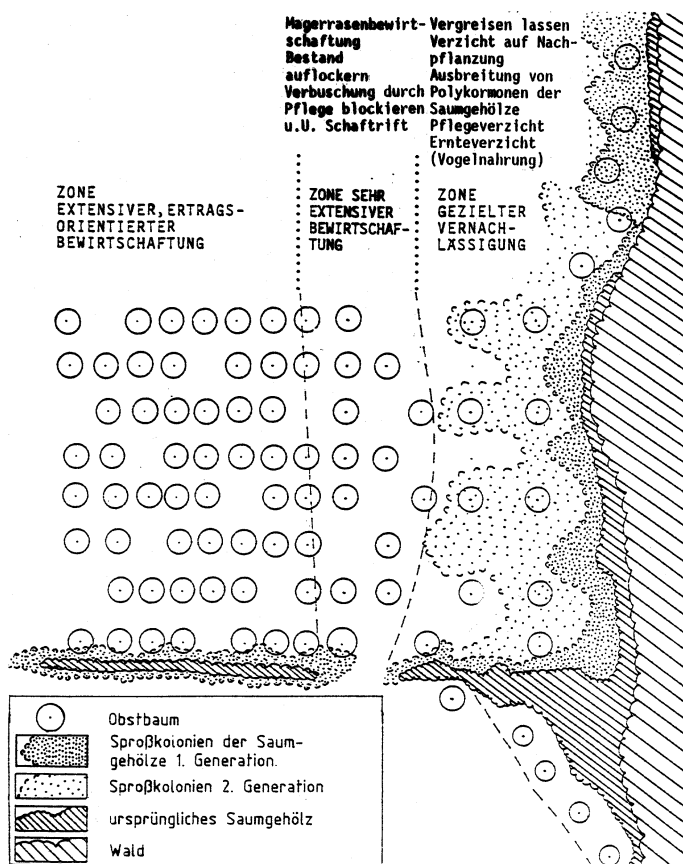 Magerrasenbewirt-
schaftung
Bestand
auflockern
Verbuschung durch
Pflege blockieren
u.U. Schaftrift
Vergreisen lassen
Verzicht auf Nach-
pflanzung
Ausbreitung von
Polykormonen der
Saumgehölze
Pflegeverzicht
Ernteverzicht
(Vogelnahrung)
ZONE
EXTENSIVER, ERTRAGS-
ORIENTIERTER
BEWIRTSCHAFTUNG
ZONE SEHR
EXTENSIVER
BEWIRTSCHAF-
TUNG
ZONE
GEZIELTER
VERNACH-
LÄSSIGUNG
Obstbaum
Sproßkolonien der Saum-
gehölze 1. Generation.
Sproßkolonien 2. Generation
ursprüngliches Saumgehölz
Wald